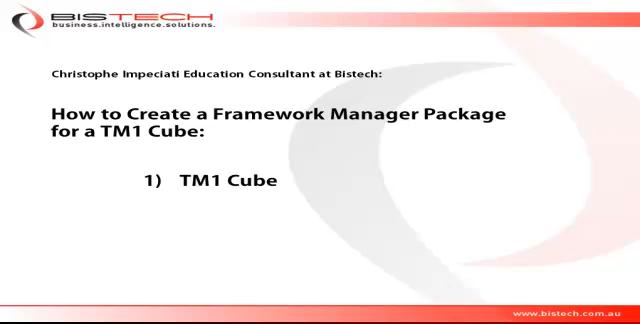 BISTECH
business.intelligence.solutions.
Christophe Impeciati Education Consultant at Bistech:
How to Create a Framework Manager Package
for a TM1 Cube:
1) TM1 Cube
www.bistech.com.au